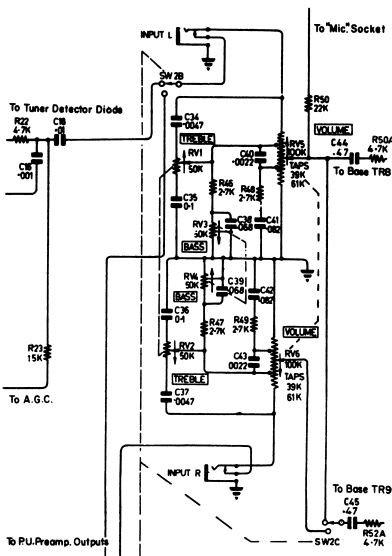 INPUT L
To "Mic." Socket
SW2B
To Tuner Detector Diode
R22
4.7K
C18
.01
C16
.001
C34
.0047
TREBLE
RV1
50K
C35
0.1
R46
2.7K
C40
.0022
R48
2.7K
C38
.068
C41
.082
RV3
50K
BASS
R50
22K
VOLUME
RV5
100K
TAPS
39K
61K
C44
.47
R50A
4.7K
To Base TR8
RV4
50K
BASS
C39
.068
C42
.082
C36
0.1
R47
2.7K
R49
2.7K
VOLUME
RV2
50K
TREBLE
C43
.0022
RV6
100K
TAPS
39K
61K
C37
.0047
R23
15K
To A.G.C.
INPUT R
To P.U. Preamp. Outputs
To Base TR9
C45
.47
SW2C
R52A
4.7K